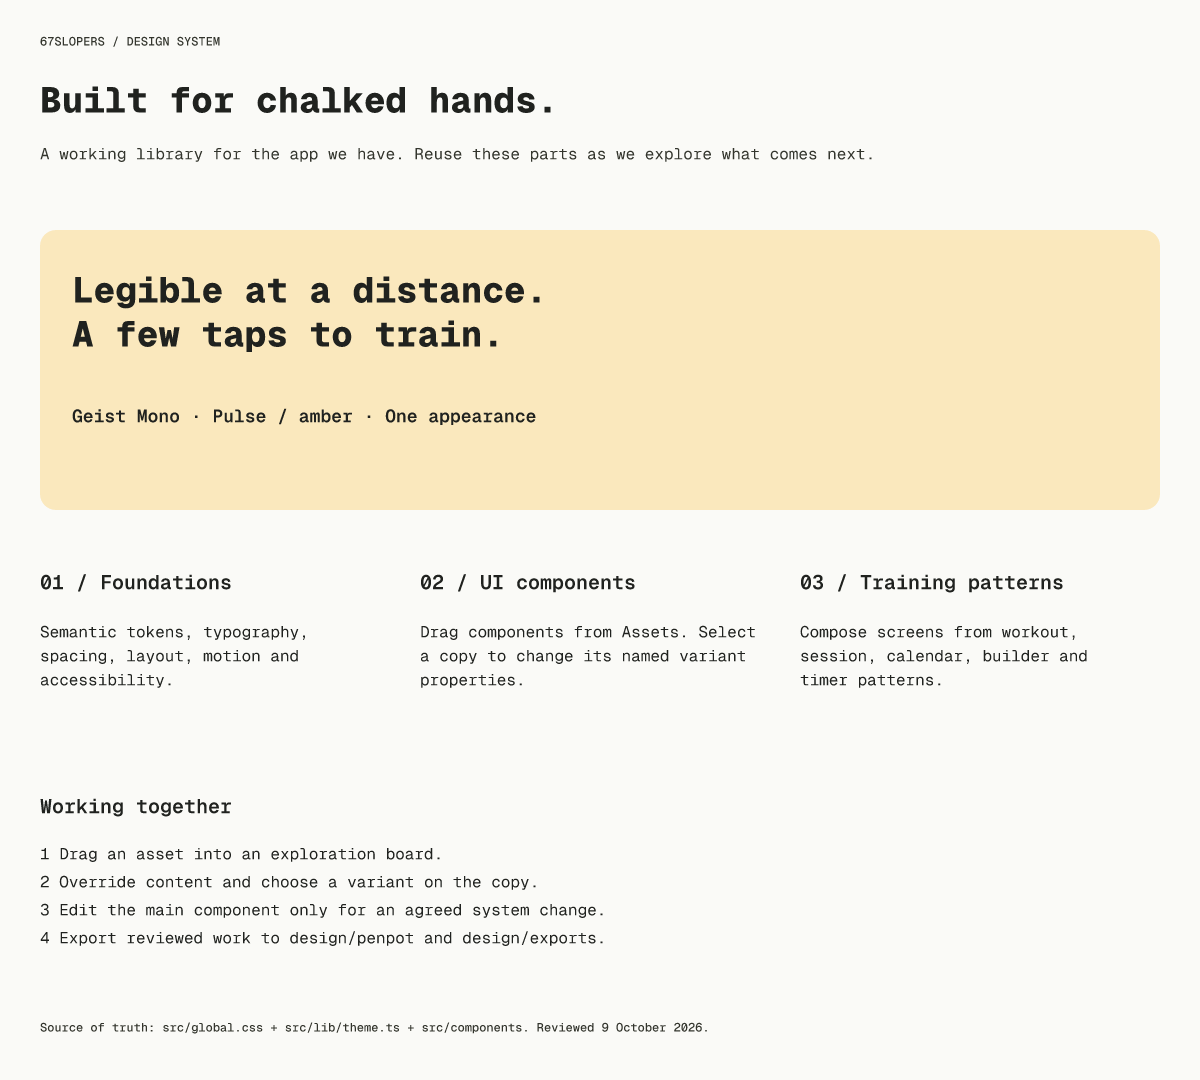 67SLOPERS / DESIGN SYSTEM
Built for chalked hands.
A working library for the app we have. Reuse these parts as we explore what comes next.
Legible at a distance.
A few taps to train.
Geist Mono · Pulse / amber · One appearance
01 / Foundations
Semantic tokens, typography,
spacing, layout, motion and
accessibility.
02 / UI components
Drag components from Assets. Select
a copy to change its named variant
properties.
03 / Training patterns
Compose screens from workout,
session, calendar, builder and
timer patterns.
Working together
1 Drag an asset into an exploration board.
2 Override content and choose a variant on the copy.
3 Edit the main component only for an agreed system change.
4 Export reviewed work to design/penpot and design/exports.
Source of truth: src/global.css + src/lib/theme.ts + src/components. Reviewed 9 October 2026.